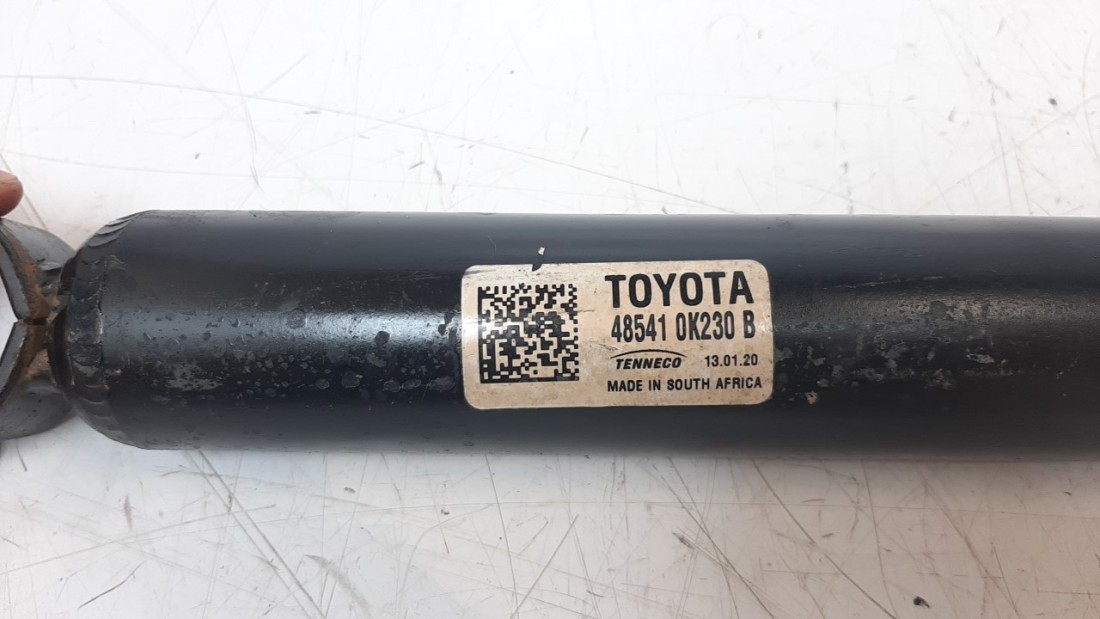 TOYOTA
48541 0K230 B
TENNECO 13.01.20
MADE IN SOUTH AFRICA